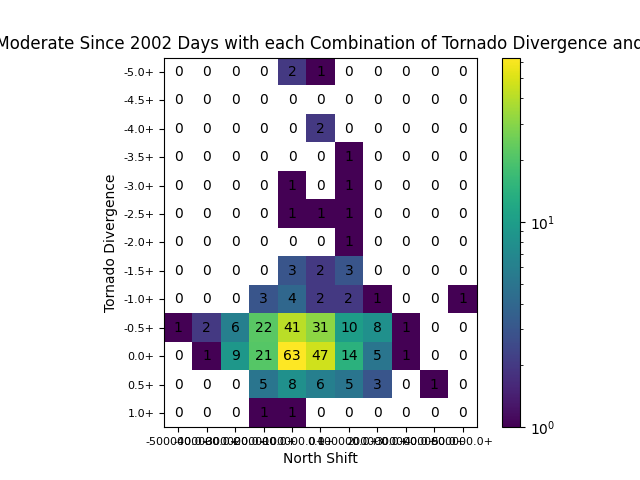 Moderate Since 2002 Days with each Combination of Tornado Divergence and
Tornado Divergence
-5.0+ 0 0 0 0 2 1 0 0 0 0 0
-4.5+ 0 0 0 0 0 0 0 0 0 0 0
-4.0+ 0 0 0 0 0 2 0 0 0 0 0
-3.5+ 0 0 0 0 0 0 1 0 0 0 0
-3.0+ 0 0 0 0 1 0 1 0 0 0 0
-2.5+ 0 0 0 0 1 1 1 0 0 0 0
-2.0+ 0 0 0 0 0 0 1 0 0 0 0
-1.5+ 0 0 0 0 3 2 3 0 0 0 0
-1.0+ 0 0 0 3 4 2 2 1 0 0 1
-0.5+ 1 2 6 22 41 31 10 8 1 0 0
0.0+ 0 1 9 21 63 47 14 5 1 0 0
0.5+ 0 0 0 5 8 6 5 3 0 1 0
1.0+ 0 0 0 1 1 0 0 0 0 0 0
North Shift
10¹
10⁰